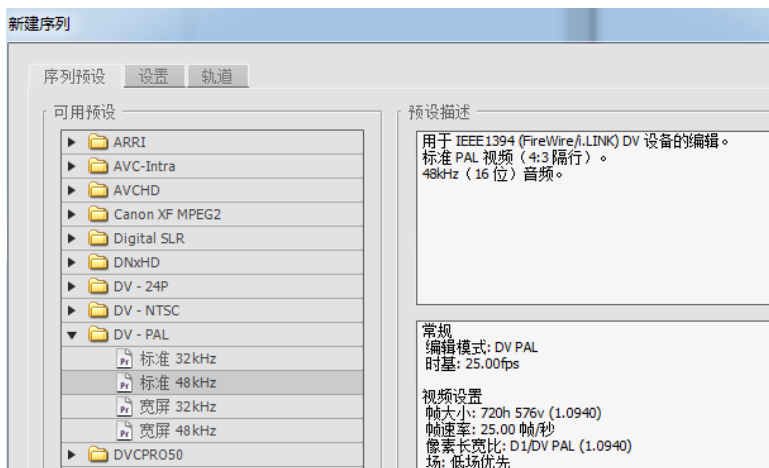 新建序列
序列预设 设置 轨道
可用预设
ARRI
AVC-Intra
AVCHD
Canon XF MPEG2
Digital SLR
DNxHD
DV - 24P
DV - NTSC
DV - PAL
标准 32kHz
标准 48kHz
宽屏 32kHz
宽屏 48kHz
DVCPRO50
预设描述
用于 IEEE1394 (FireWire/i.LINK) DV 设备的编辑。
标准 PAL 视频（4:3 隔行）。
48kHz（16 位）音频。
常规
编辑模式: DV PAL
时基: 25.00fps
视频设置
帧大小: 720h 576v (1.0940)
帧速率: 25.00 帧/秒
像素长宽比: D1/DV PAL (1.0940)
场: 低场优先